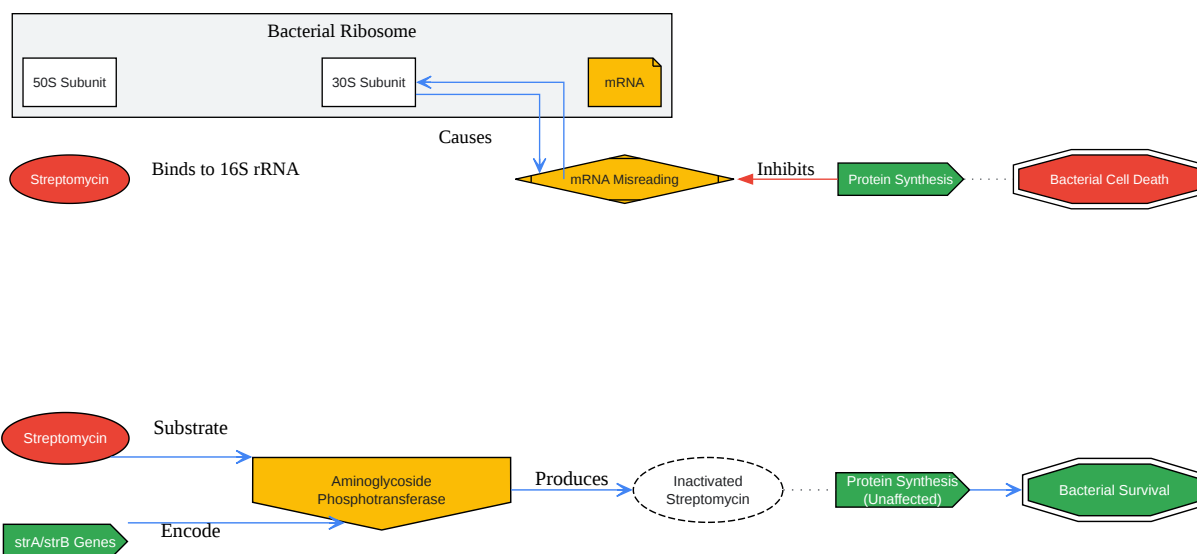 Bacterial Ribosome
50S Subunit
30S Subunit
mRNA
Causes
Streptomycin
Binds to 16S rRNA
mRNA Misreading
Inhibits
Protein Synthesis
Bacterial Cell Death
Streptomycin
Substrate
Aminoglycoside
Phosphotransferase
Produces
Inactivated
Streptomycin
Protein Synthesis
(Unaffected)
Bacterial Survival
strA/strB Genes
Encode